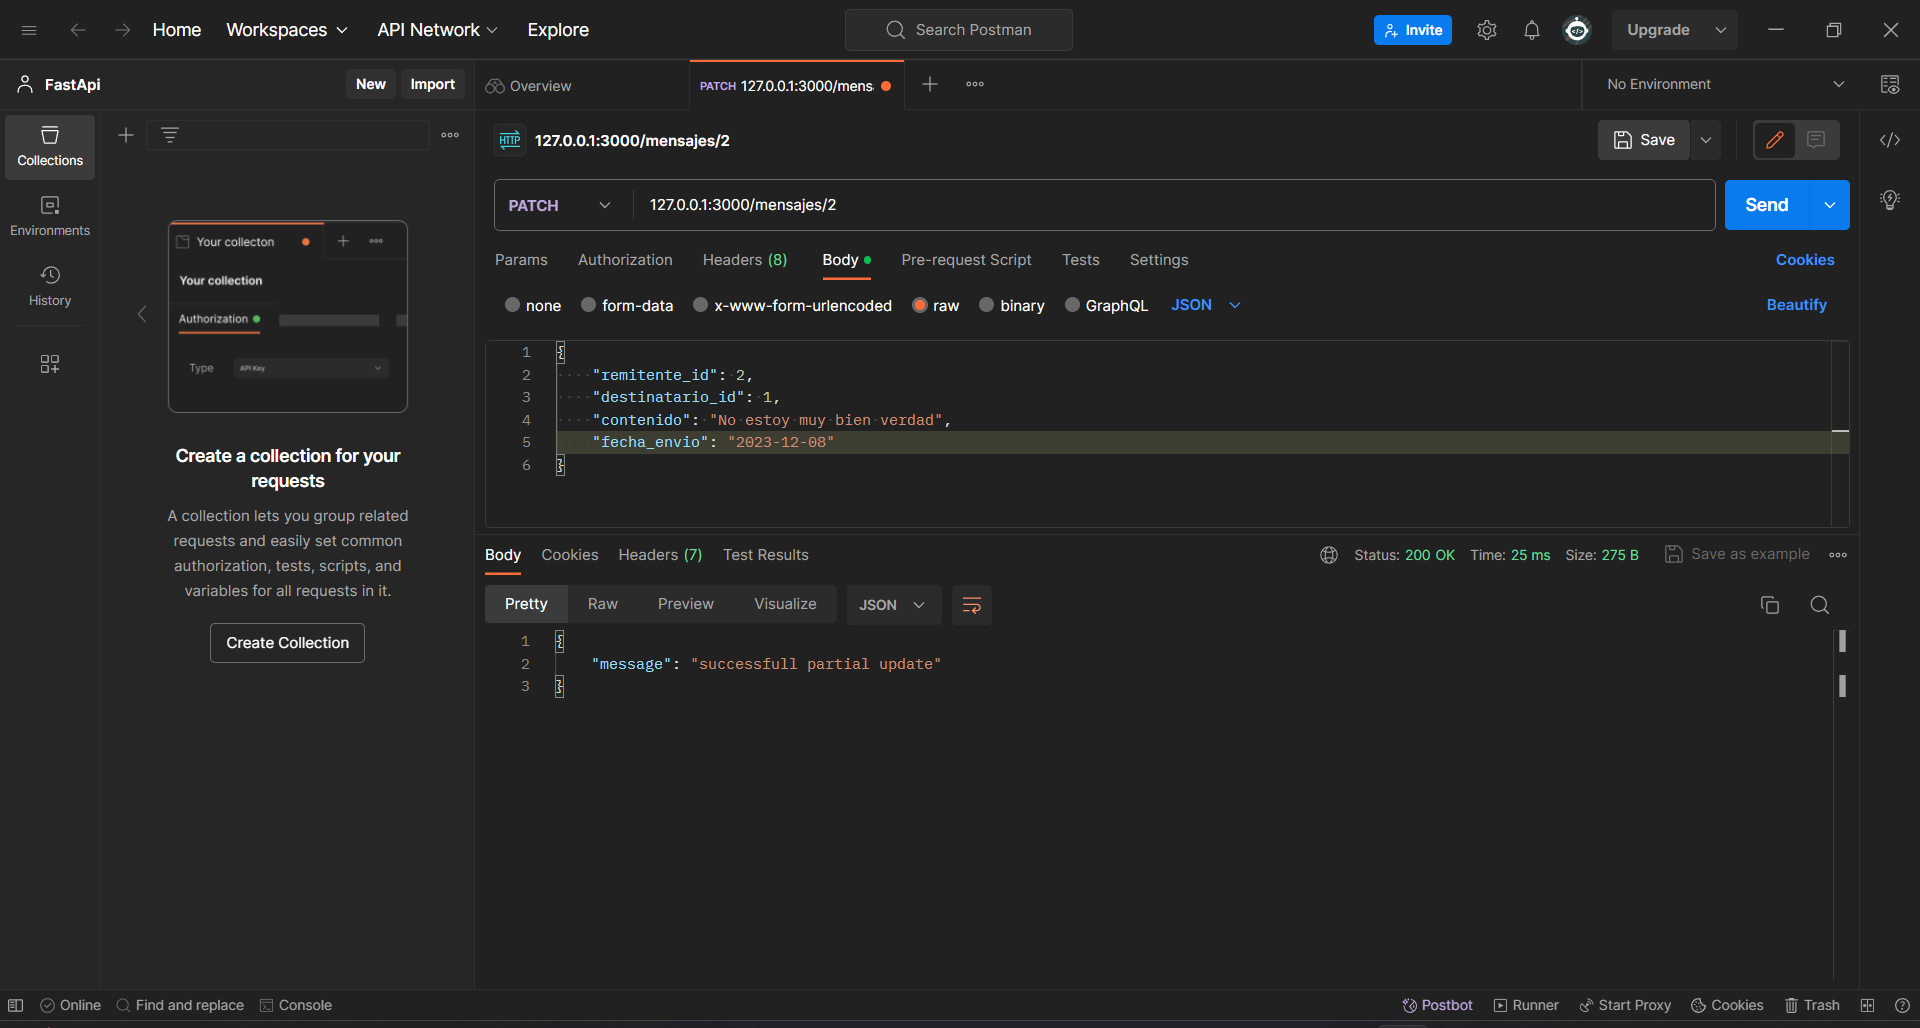 Home Workspaces API Network Explore Search Postman Invite Upgrade
FastApi New Import Overview PATCH 127.0.0.1:3000/mens No Environment
Collections
Environments
History
Your collecton
Your collection
Authorization
Type API Key
Create a collection for your
requests
A collection lets you group related
requests and easily set common
authorization, tests, scripts, and
variables for all requests in it.
Create Collection
HTTP 127.0.0.1:3000/mensajes/2 Save
PATCH 127.0.0.1:3000/mensajes/2 Send
Params Authorization Headers (8) Body Pre-request Script Tests Settings Cookies
none form-data x-www-form-urlencoded raw binary GraphQL JSON Beautify
1 {
2 "remitente_id": 2,
3 "destinatario_id": 1,
4 "contenido": "No estoy muy bien verdad",
5 "fecha_envio": "2023-12-08"
6 }
Body Cookies Headers (7) Test Results Status: 200 OK Time: 25 ms Size: 275 B Save as example
Pretty Raw Preview Visualize JSON
1 {
2 "message": "successfull partial update"
3 }
Online Find and replace Console Postbot Runner Start Proxy Cookies Trash